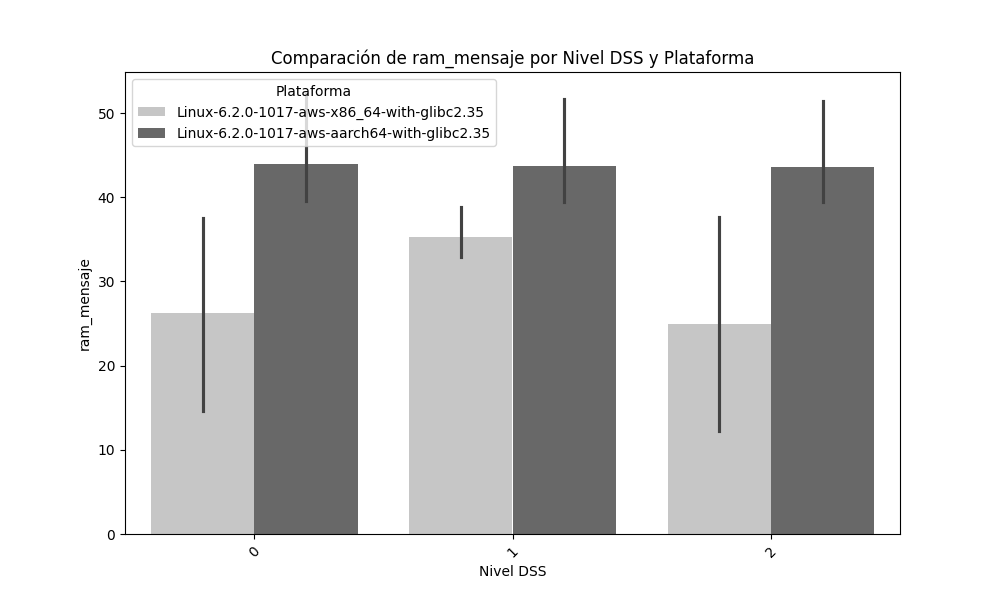 Comparación de ram_mensaje por Nivel DSS y Plataforma
Plataforma
Linux-6.2.0-1017-aws-x86_64-with-glibc2.35
Linux-6.2.0-1017-aws-aarch64-with-glibc2.35
50
40
30
20
10
0
ram_mensaje
0
1
2
Nivel DSS